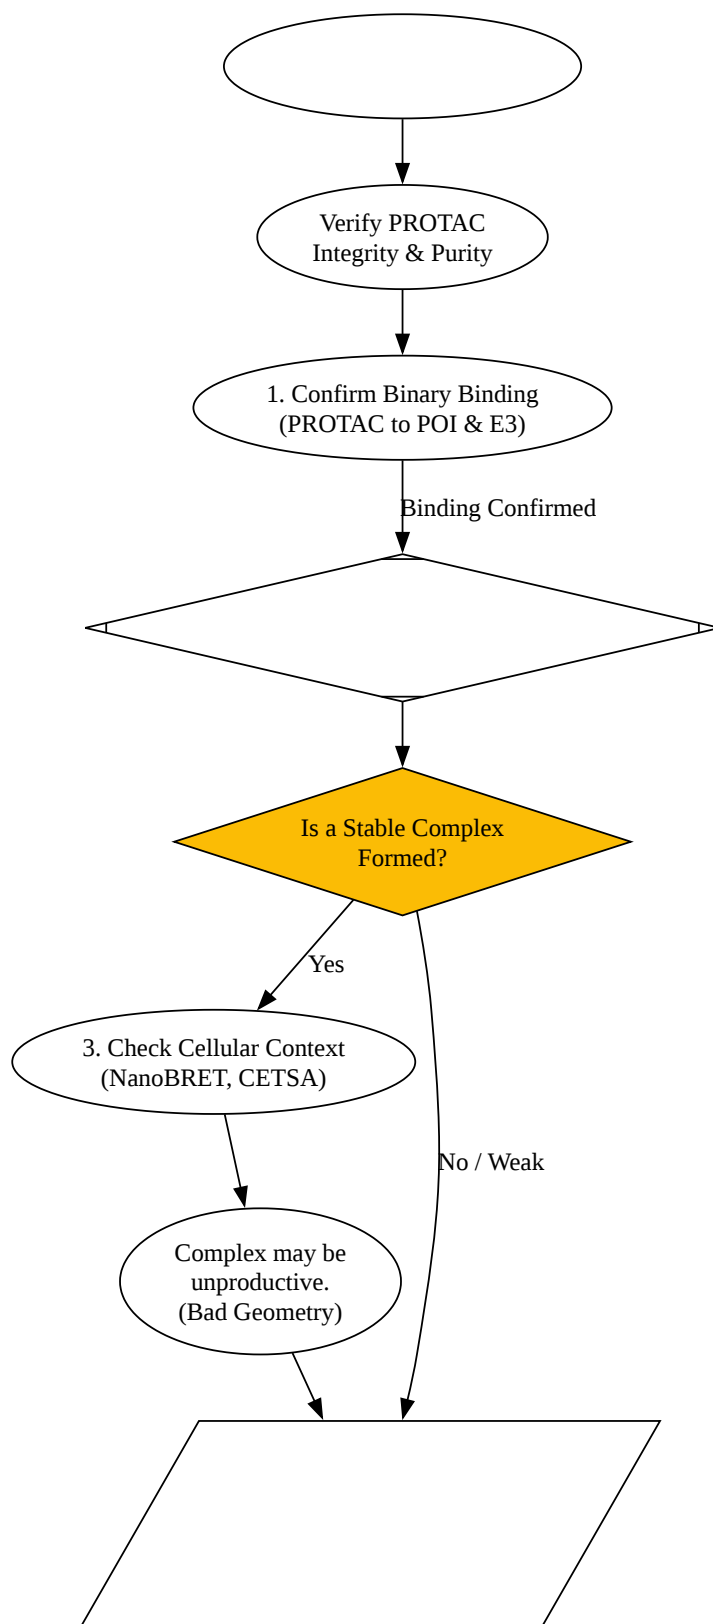 Verify PROTAC
Integrity & Purity
1. Confirm Binary Binding
(PROTAC to POI & E3)
Binding Confirmed
Is a Stable Complex
Formed?
Yes
3. Check Cellular Context
(NanoBRET, CETSA)
No / Weak
Complex may be
unproductive.
(Bad Geometry)